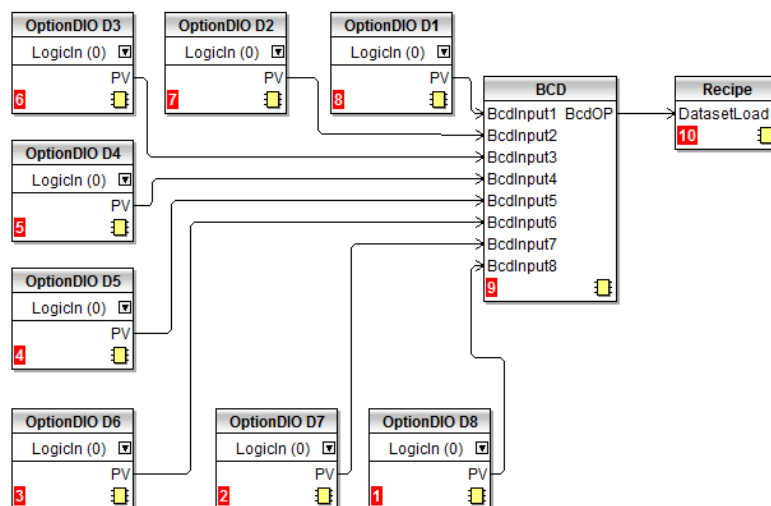 OptionDIO D3
LogicIn (0)
PV
6
OptionDIO D2
LogicIn (0)
PV
7
OptionDIO D1
LogicIn (0)
PV
8
BCD
BcdInput1 BcdOP
BcdInput2
BcdInput3
BcdInput4
BcdInput5
BcdInput6
BcdInput7
BcdInput8
9
Recipe
DatasetLoad
10
OptionDIO D4
LogicIn (0)
PV
5
OptionDIO D5
LogicIn (0)
PV
4
OptionDIO D6
LogicIn (0)
PV
3
OptionDIO D7
LogicIn (0)
PV
2
OptionDIO D8
LogicIn (0)
PV
1